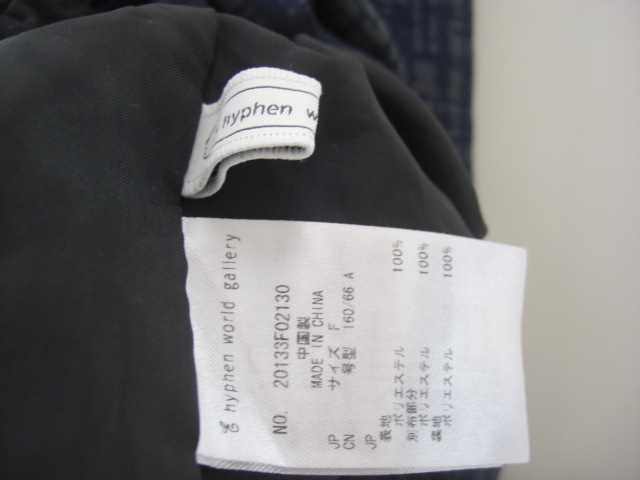 hyphen w
E hyphen world gallery
NO. 20133F02130
中国製
MADE IN CHINA
JP サイズ F
CN 号型 160/66 A
JP
表地
ポリエステル 100%
別布部分
ポリエステル 100%
裏地
ポリエステル 100%